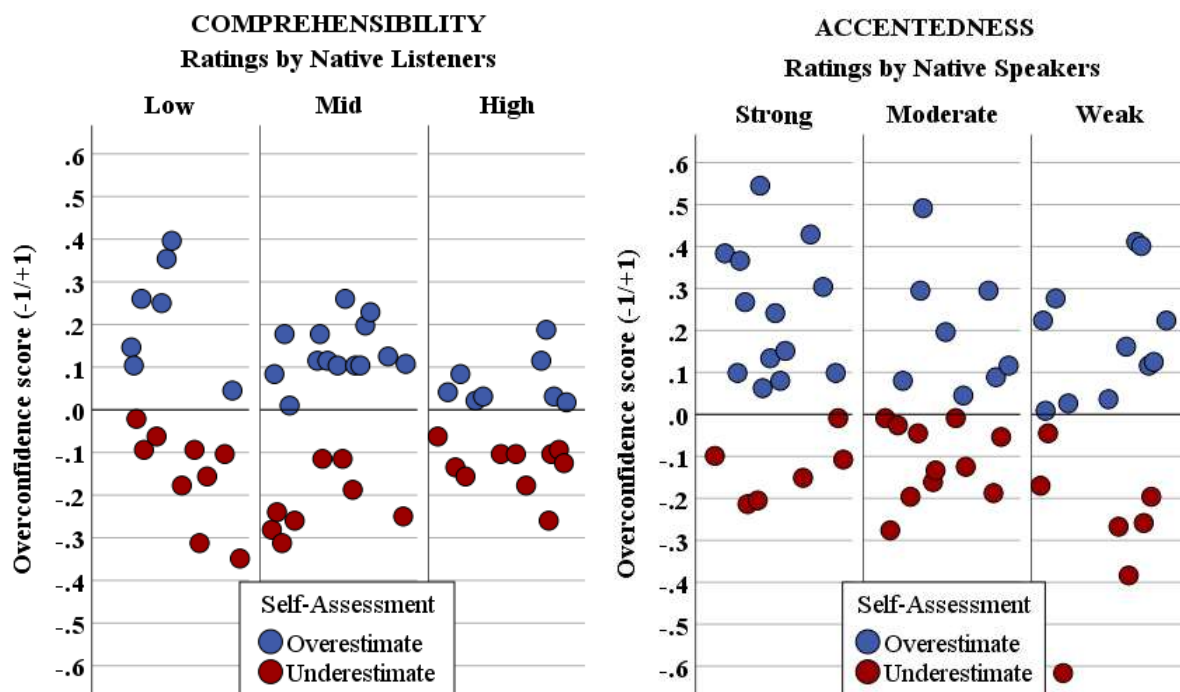 COMPREHENSIBILITY
Ratings by Native Listeners
Low Mid High
Overconfidence score (-1/+1)
.6
.5
.4
.3
.2
.1
.0
-.1
-.2
-.3
-.4
-.5
-.6
Self-Assessment
Overestimate
Underestimate
ACCENTEDNESS
Ratings by Native Speakers
Strong Moderate Weak
Overconfidence score (-1/+1)
.6
.5
.4
.3
.2
.1
.0
-.1
-.2
-.3
-.4
-.5
-.6
Self-Assessment
Overestimate
Underestimate